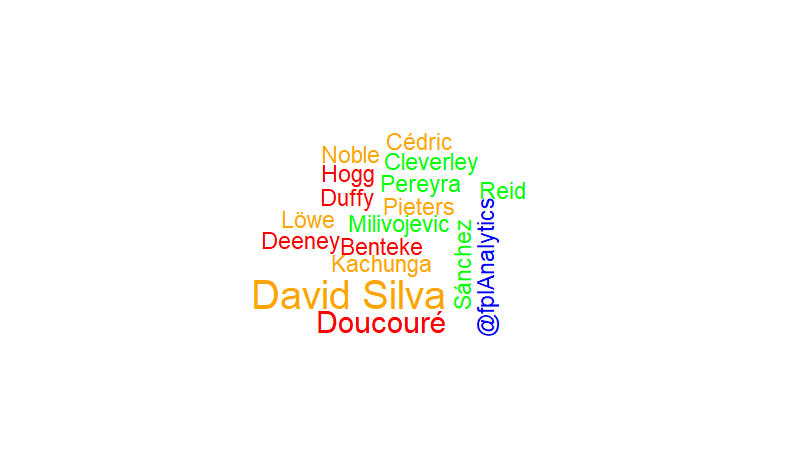 Cédric
Noble
Cleverley
Hogg
Pereyra
Reid
Duffy
Pieters
Löwe
Milivojevic
Deeney
Benteke
Kachunga
Sánchez
@fplAnalytics
David Silva
Doucouré